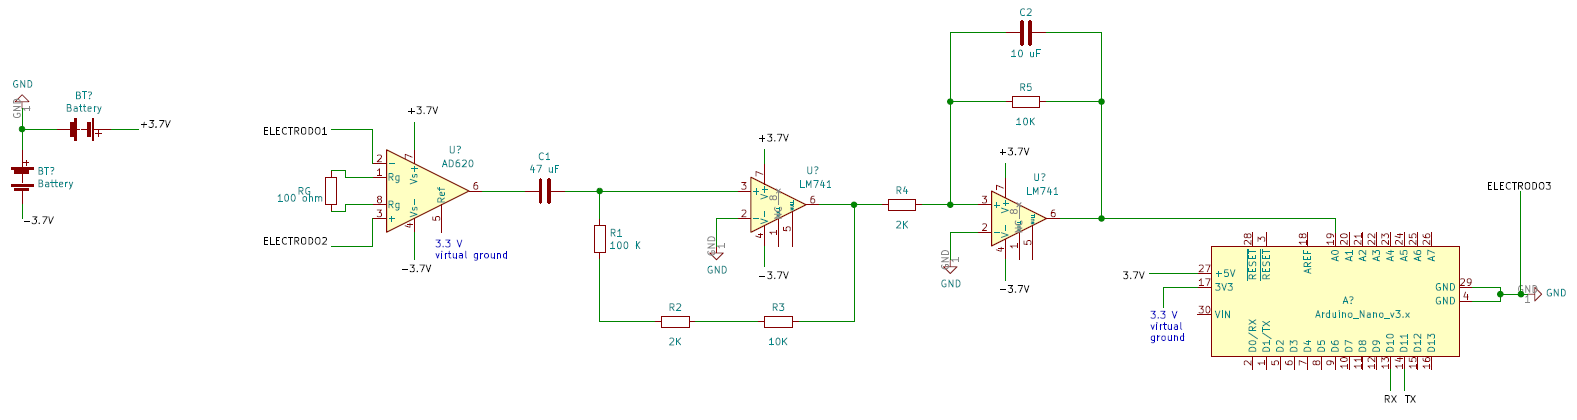 GND
GND
1
BT?
Battery
+3.7V
+
+
BT?
Battery
-3.7V
ELECTRODO1
RG
100 ohm
ELECTRODO2
+3.7V
U?
AD620
2
-
1
Rg
8
Rg
3
+
7
Vs+
Vs-
4
Ref
5
6
-3.7V
3.3 V
virtual ground
C1
47 uF
R1
100 K
R2
2K
R3
10K
+3.7V
U?
LM741
3
+
2
-
7
V+
V-
4
8
NC
1
5
6
-3.7V
GND
1
GND
R4
2K
C2
10 uF
R5
10K
+3.7V
U?
LM741
3
+
2
-
7
V+
V-
4
8
NC
1
5
6
-3.7V
GND
1
GND
ELECTRODO3
28
3
18
19
20
21
22
23
24
25
26
RESET
RESET
AREF
A0
A1
A2
A3
A4
A5
A6
A7
3.7V
27
+5V
17
3V3
30
VIN
3.3 V
virtual
ground
A?
Arduino_Nano_v3.x
GND
29
GND
4
GND
1
GND
D0/RX
D1/TX
D2
D3
D4
D5
D6
D7
D8
D9
D10
D11
D12
D13
2
1
5
6
7
8
9
10
11
12
13
14
15
16
RX
TX